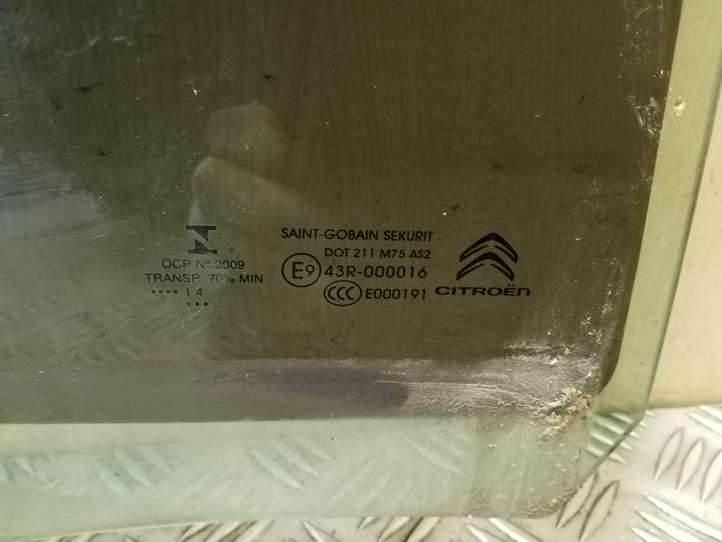 N
OCP Nº 0009
TRANSP. 70% MIN
•••• 1 4
•••
SAINT-GOBAIN SEKURIT
DOT 211 M75 AS2
E9 43R-000016
CCC E000191
CITROËN